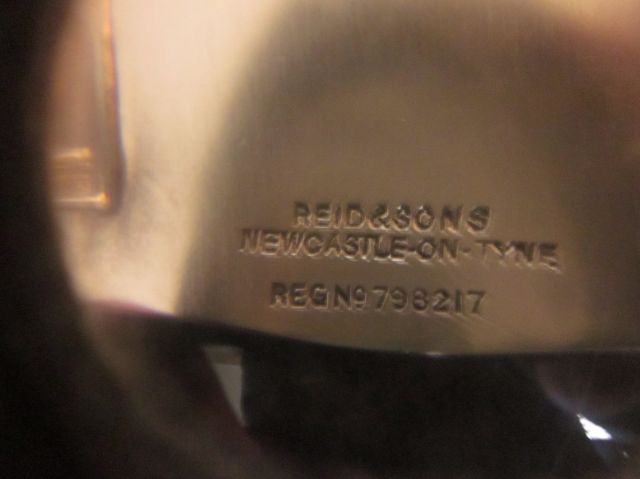 REID & SONS
NEWCASTLE-ON-TYNE
REG Nº 798217